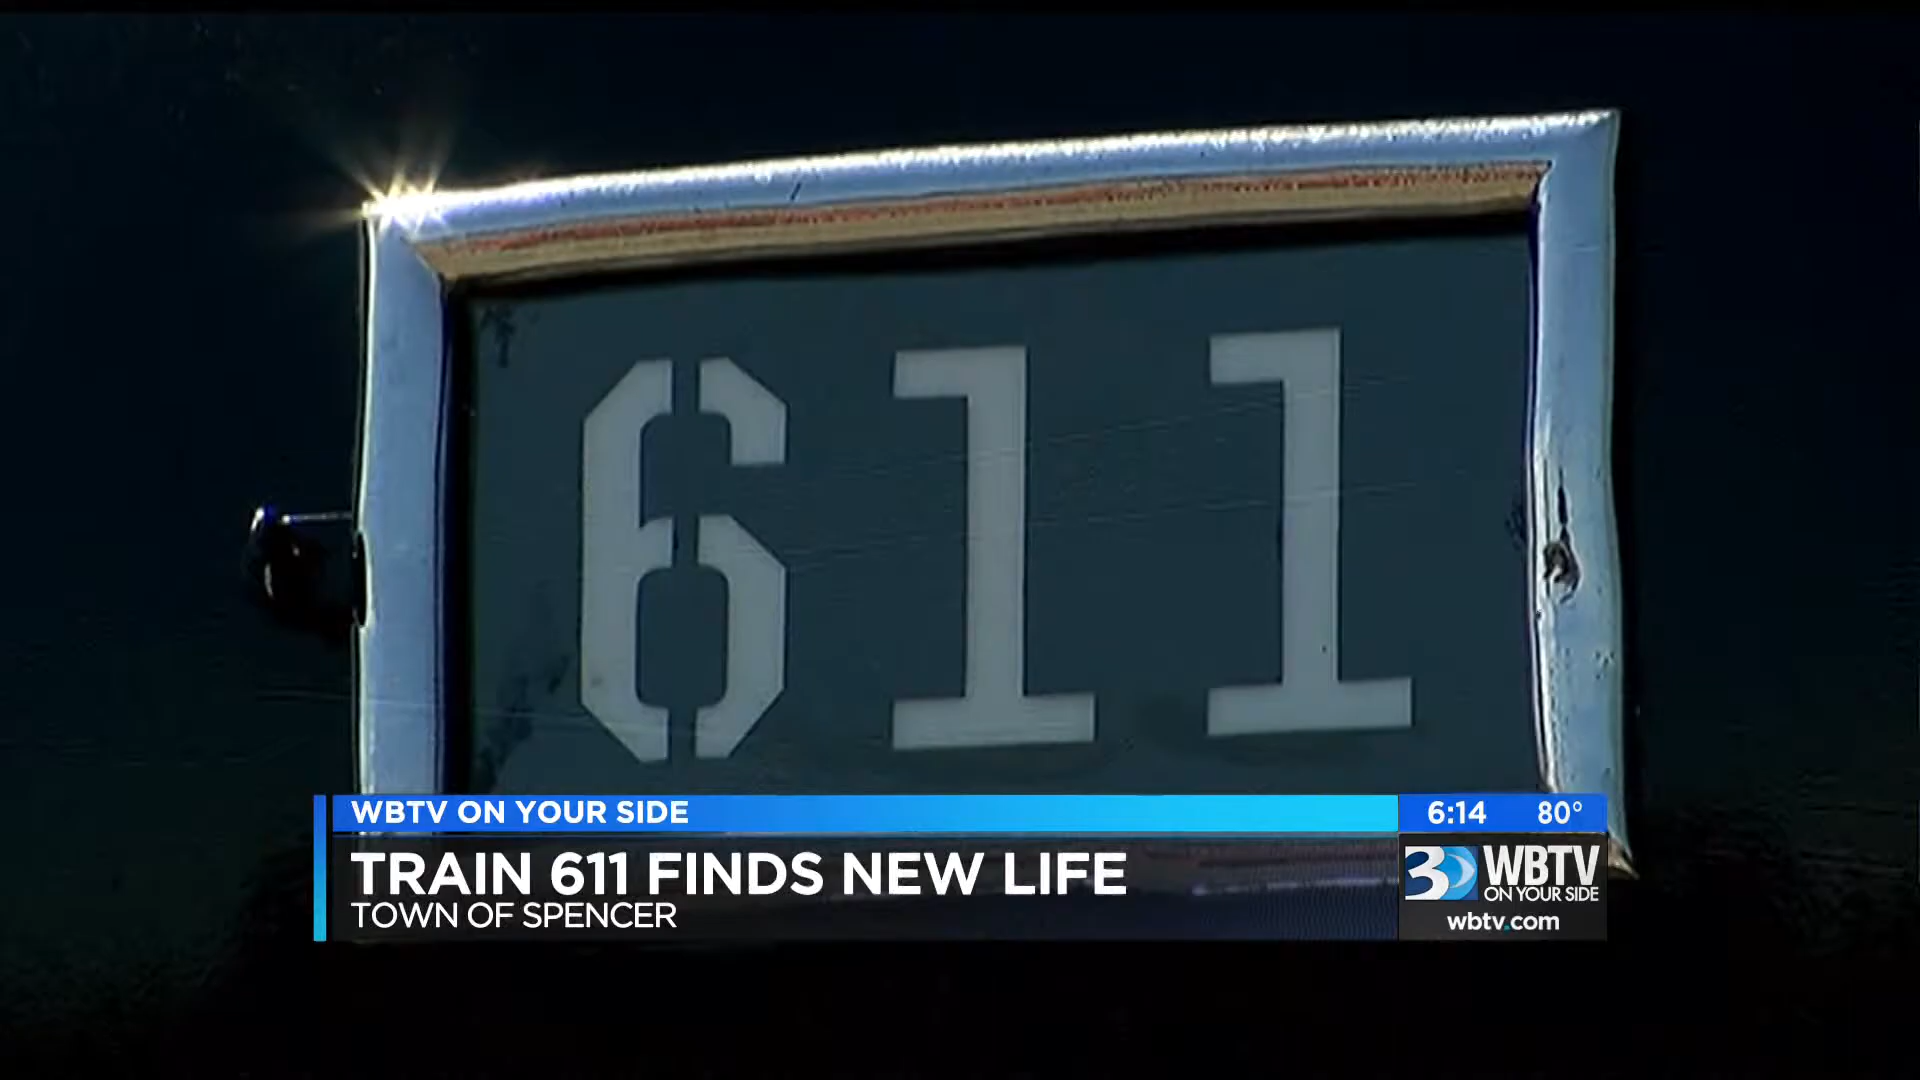 611
WBTV ON YOUR SIDE
6:14 80°
TRAIN 611 FINDS NEW LIFE
TOWN OF SPENCER
3 WBTV
ON YOUR SIDE
wbtv.com